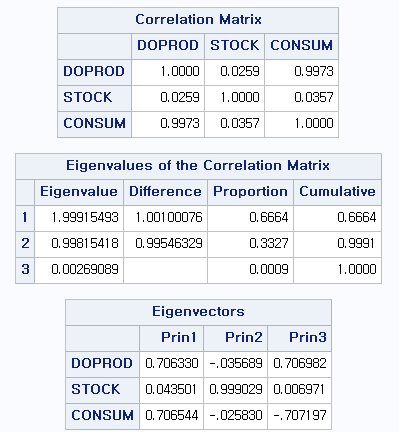 Correlation Matrix
DOPROD STOCK CONSUM
DOPROD 1.0000 0.0259 0.9973
STOCK 0.0259 1.0000 0.0357
CONSUM 0.9973 0.0357 1.0000
Eigenvalues of the Correlation Matrix
Eigenvalue Difference Proportion Cumulative
1 1.99915493 1.00100076 0.6664 0.6664
2 0.99815418 0.99546329 0.3327 0.9991
3 0.00269089 0.0009 1.0000
Eigenvectors
Prin1 Prin2 Prin3
DOPROD 0.706330 -.035689 0.706982
STOCK 0.043501 0.999029 0.006971
CONSUM 0.706544 -.025830 -.707197